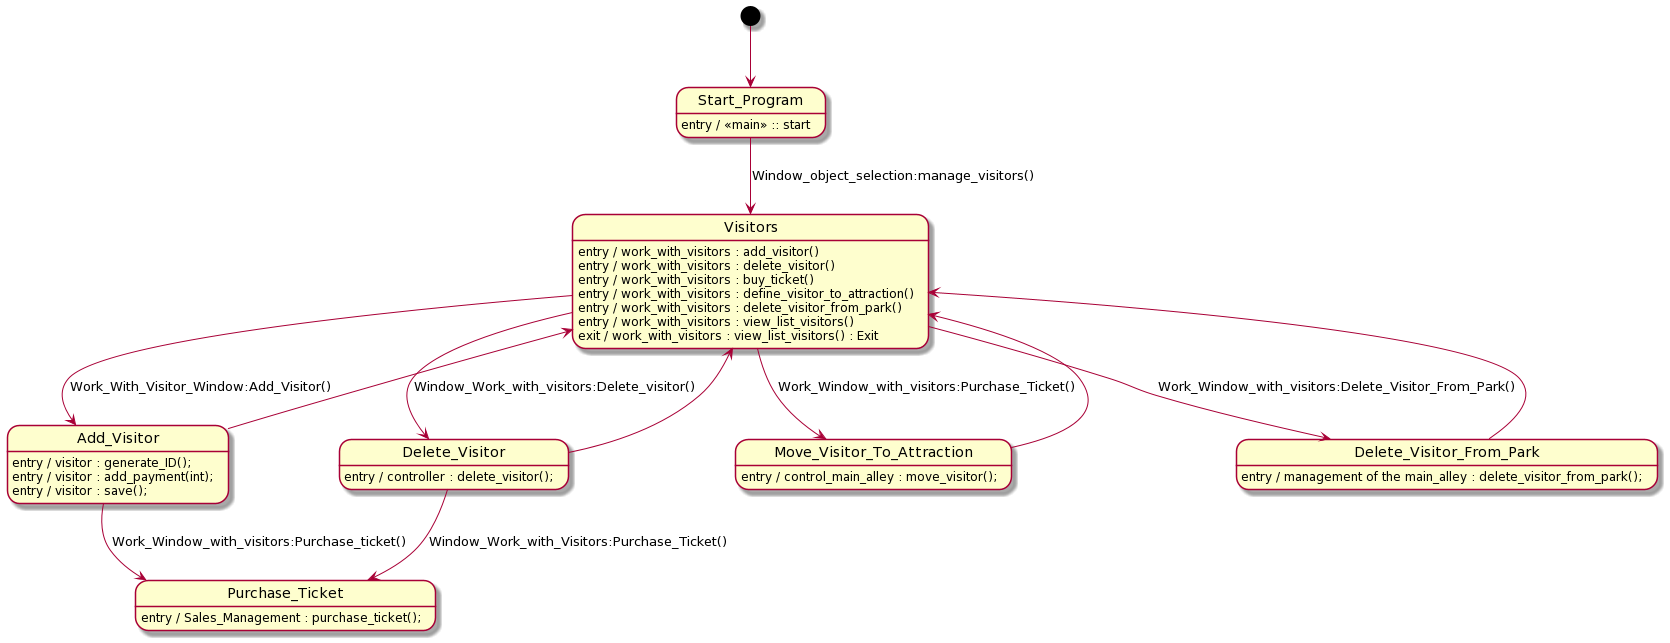 Start_Program
entry / «main» :: start
Window_object_selection:manage_visitors()
Visitors
entry / work_with_visitors : add_visitor()
entry / work_with_visitors : delete_visitor()
entry / work_with_visitors : buy_ticket()
entry / work_with_visitors : define_visitor_to_attraction()
entry / work_with_visitors : delete_visitor_from_park()
entry / work_with_visitors : view_list_visitors()
exit / work_with_visitors : view_list_visitors() : Exit
Work_With_Visitor_Window:Add_Visitor()
Window_Work_with_visitors:Delete_visitor()
Work_Window_with_visitors:Purchase_Ticket()
Work_Window_with_visitors:Delete_Visitor_From_Park()
Add_Visitor
entry / visitor : generate_ID();
entry / visitor : add_payment(int);
entry / visitor : save();
Delete_Visitor
entry / controller : delete_visitor();
Move_Visitor_To_Attraction
entry / control_main_alley : move_visitor();
Delete_Visitor_From_Park
entry / management of the main_alley : delete_visitor_from_park();
Work_Window_with_visitors:Purchase_ticket()
Window_Work_with_Visitors:Purchase_Ticket()
Purchase_Ticket
entry / Sales_Management : purchase_ticket();